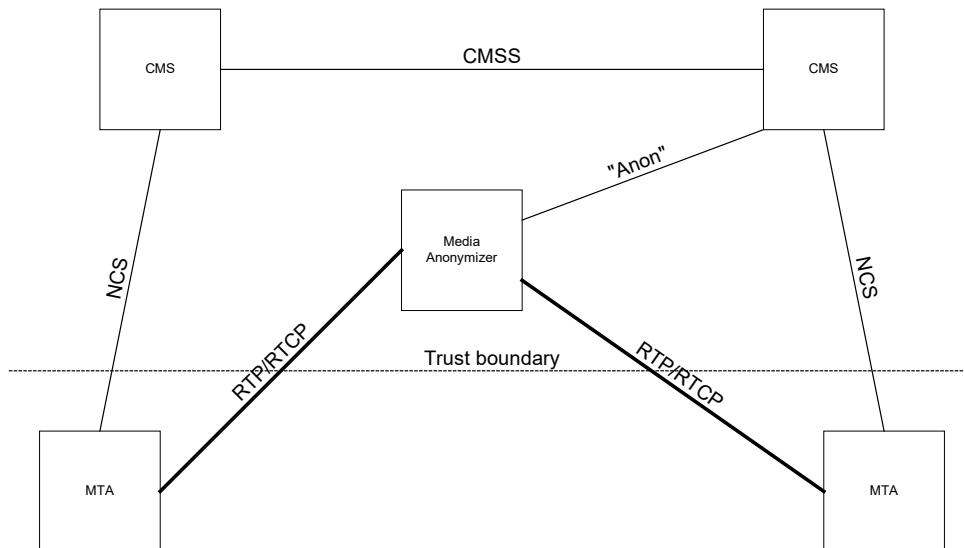 CMSS
CMS
CMS
"Anon"
Media
Anonymizer
NCS
NCS
RTP/RTCP
Trust boundary
RTP/RTCP
MTA
MTA